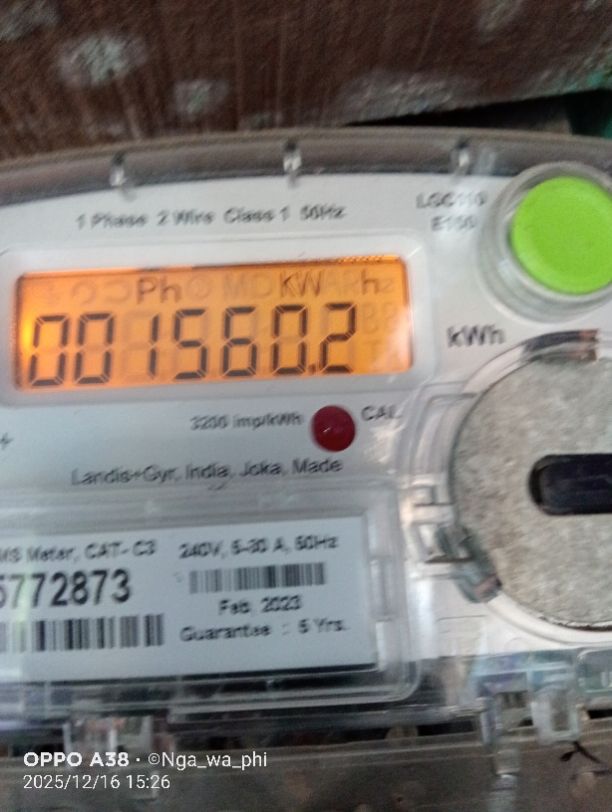 1 Phase 2 Wire Class 1 50Hz
LGC110
E150
Ph MD KWARhz
001560.2
kWh
3200 imp/kWh
CAL
Landis+Gyr, India, Joka, Made
MS Meter, CAT- C3
240V, 5-30 A, 50Hz
5772873
Feb. 2023
Guarantee : 5 Yrs.
OPPO A38 · ©Nga_wa_phi
2025/12/16 15:26